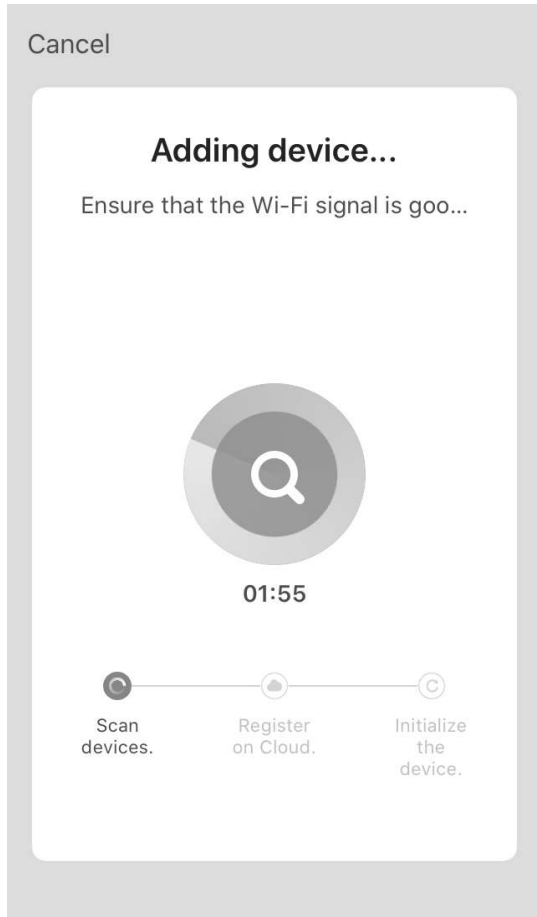 Cancel
Adding device...
Ensure that the Wi-Fi signal is goo...
01:55
Scan
devices.
Register
on Cloud.
Initialize
the
device.